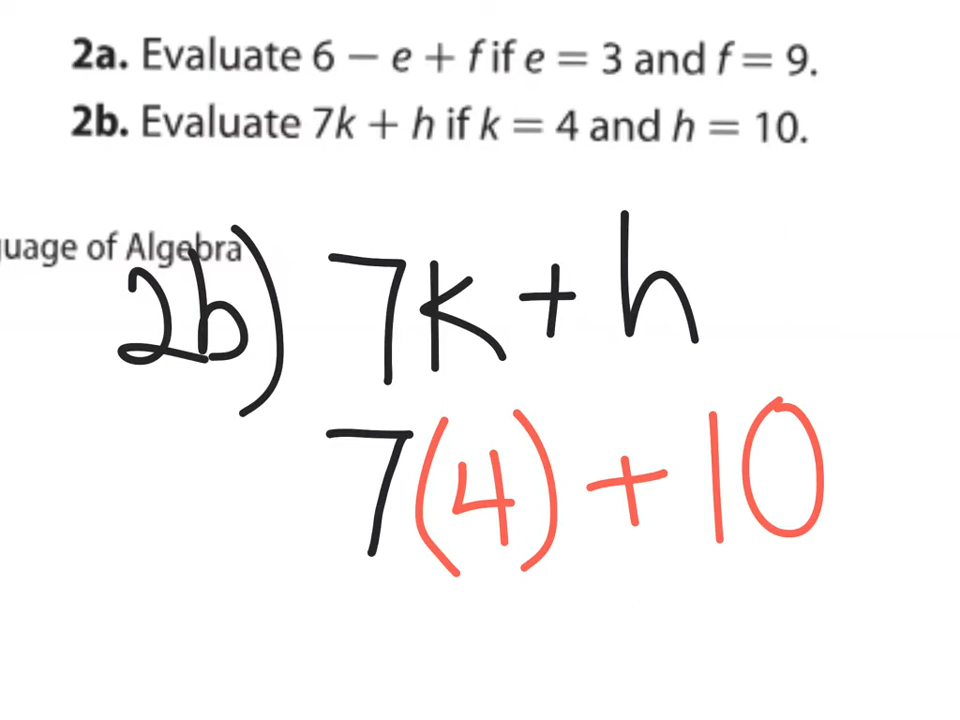 2a. Evaluate 6 − e + f if e = 3 and f = 9.
2b. Evaluate 7k + h if k = 4 and h = 10.
of Algebra
2b) 7k + h
7(4) + 10